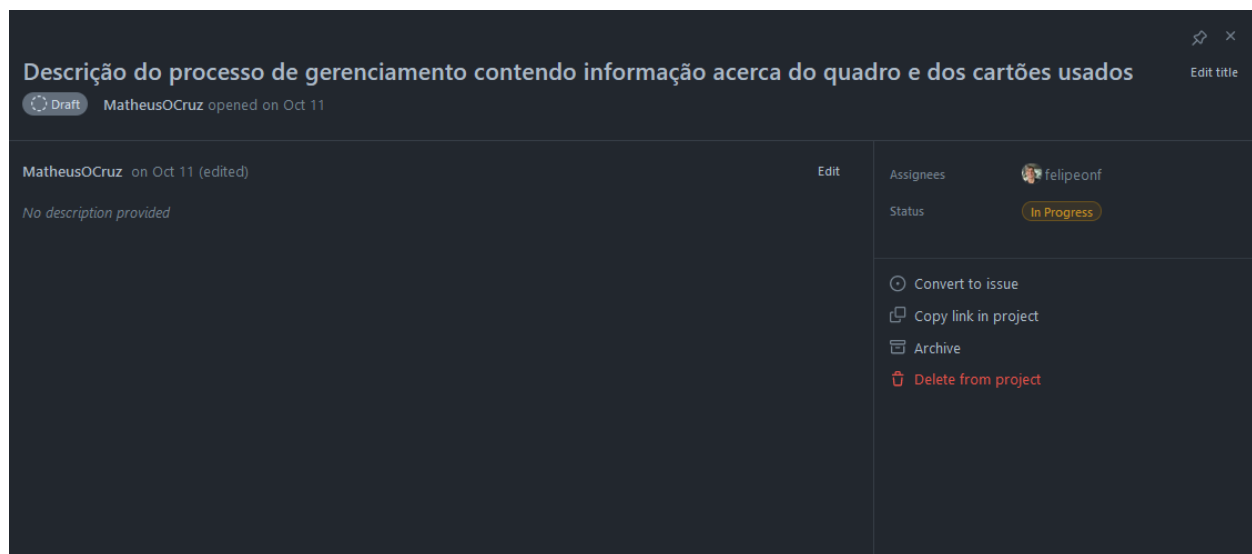 Descrição do processo de gerenciamento contendo informação acerca do quadro e dos cartões usados
Edit title
Draft MatheusOCruz opened on Oct 11
MatheusOCruz on Oct 11 (edited)
Edit
No description provided
Assignees felipeonf
Status In Progress
Convert to issue
Copy link in project
Archive
Delete from project